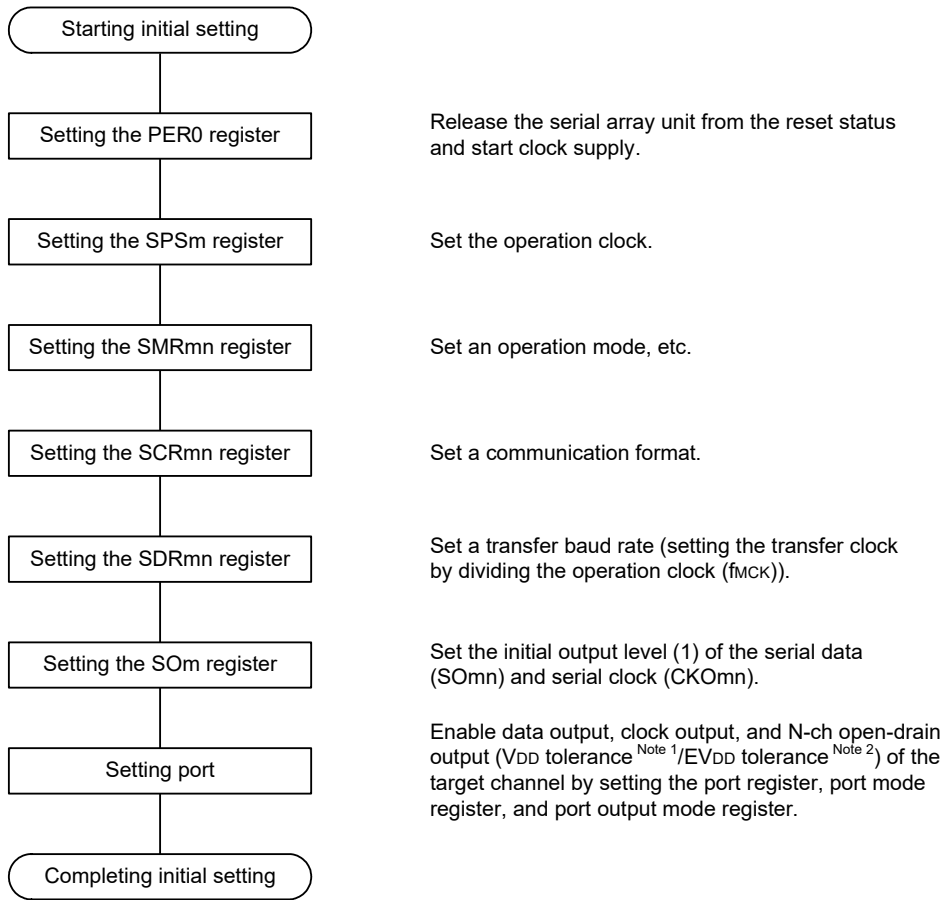 Starting initial setting
Setting the PER0 register
Release the serial array unit from the reset status
and start clock supply.
Setting the SPSm register
Set the operation clock.
Setting the SMRmn register
Set an operation mode, etc.
Setting the SCRmn register
Set a communication format.
Setting the SDRmn register
Set a transfer baud rate (setting the transfer clock
by dividing the operation clock (fMCK)).
Setting the SOm register
Set the initial output level (1) of the serial data
(SOmn) and serial clock (CKOmn).
Setting port
Enable data output, clock output, and N-ch open-drain
output (VDD tolerance Note 1/EVDD tolerance Note 2) of the
target channel by setting the port register, port mode
register, and port output mode register.
Completing initial setting